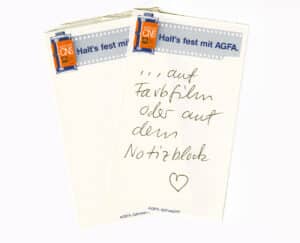 Halt's fest mit AGFA.
Halt's fest mit AGFA.
... auf
Farbfilm
oder auf
dem
Notizblock